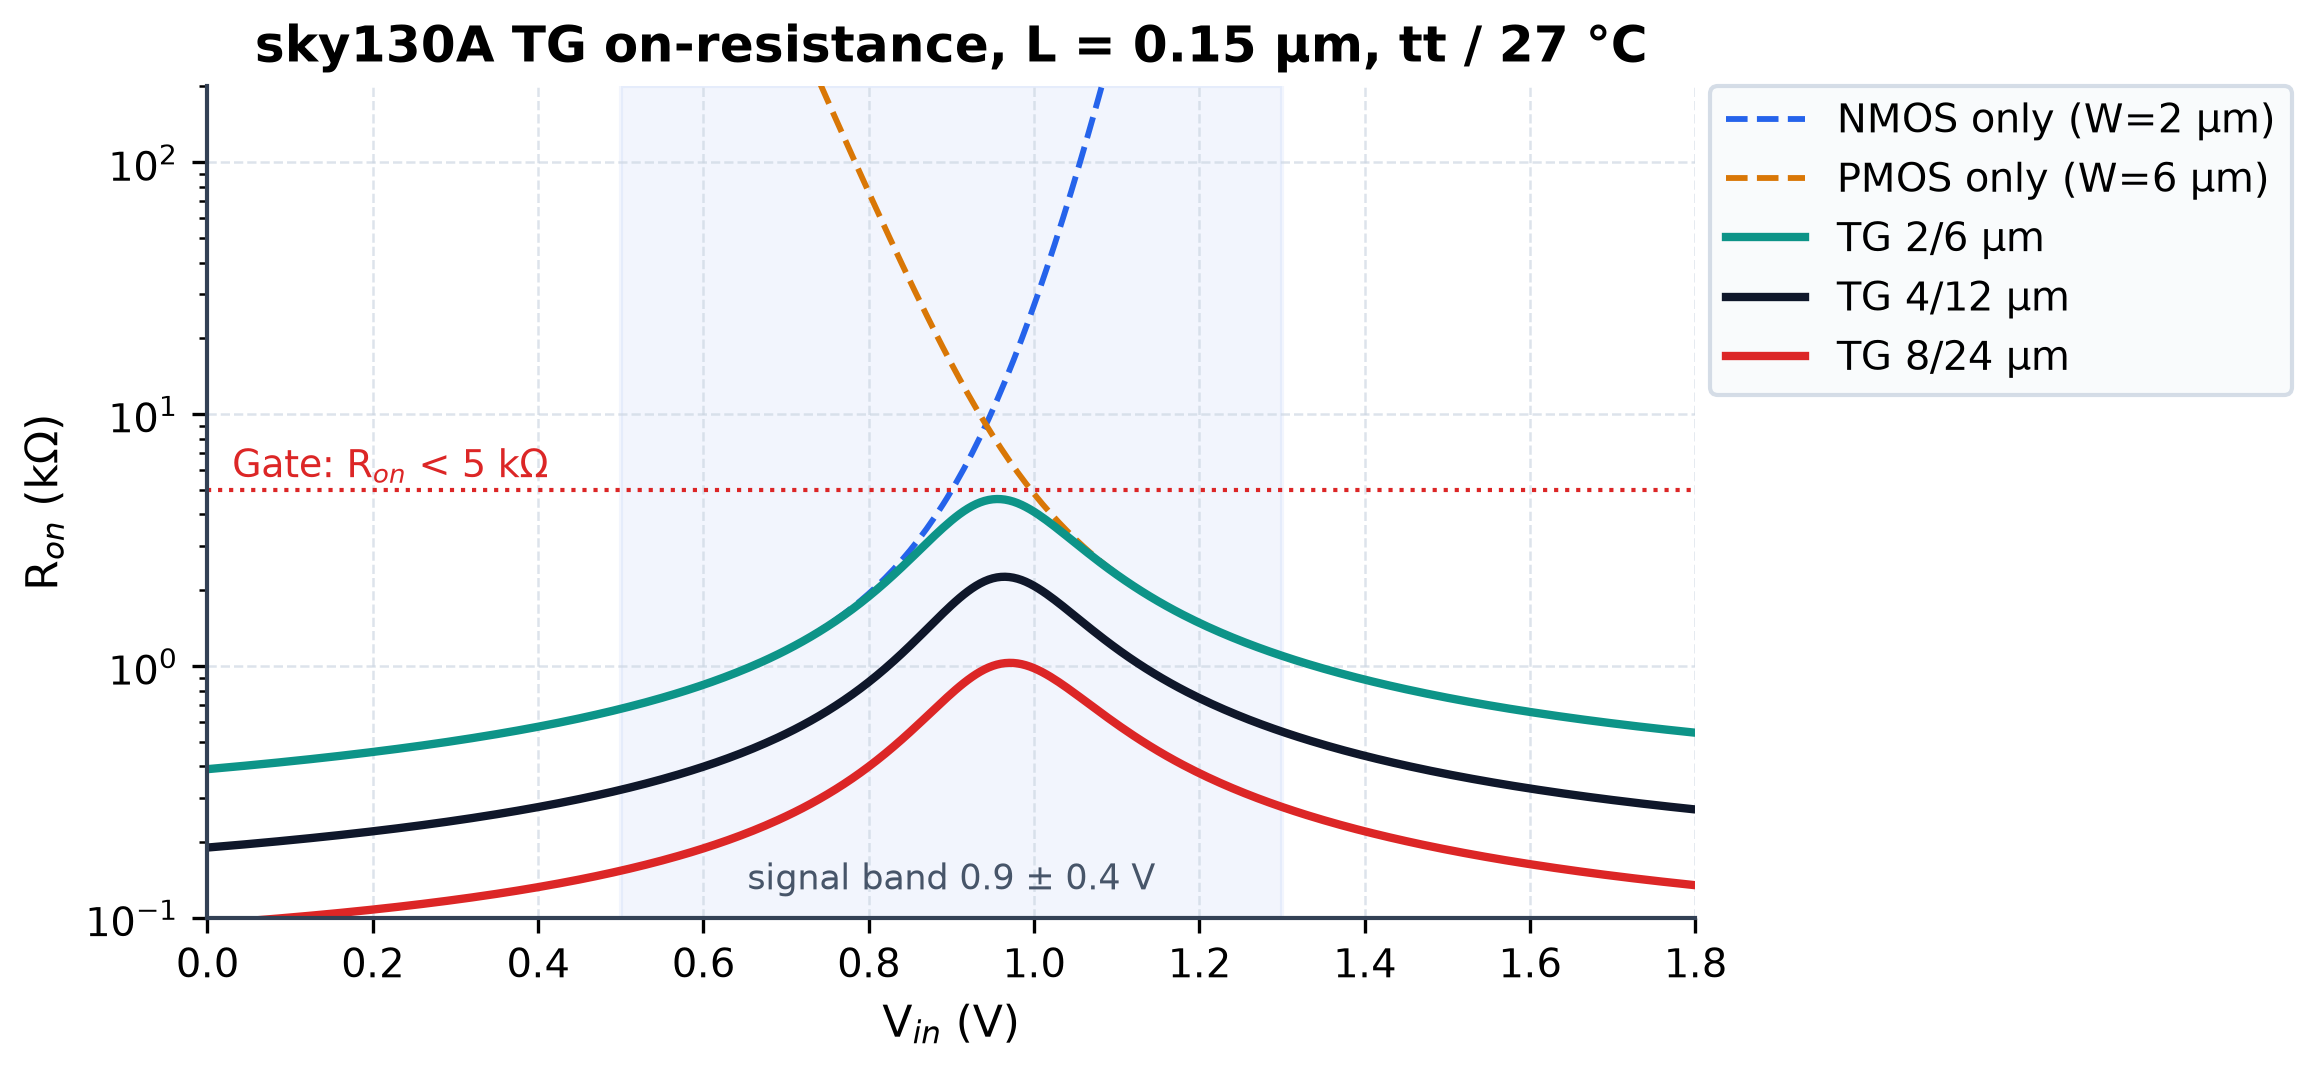 sky130A TG on-resistance, L = 0.15 µm, tt / 27 °C
NMOS only (W=2 µm)
PMOS only (W=6 µm)
TG 2/6 µm
TG 4/12 µm
TG 8/24 µm
10²
10¹
10⁰
10⁻¹
R_on (kΩ)
Gate: R_on < 5 kΩ
signal band 0.9 ± 0.4 V
0.0 0.2 0.4 0.6 0.8 1.0 1.2 1.4 1.6 1.8
V_in (V)